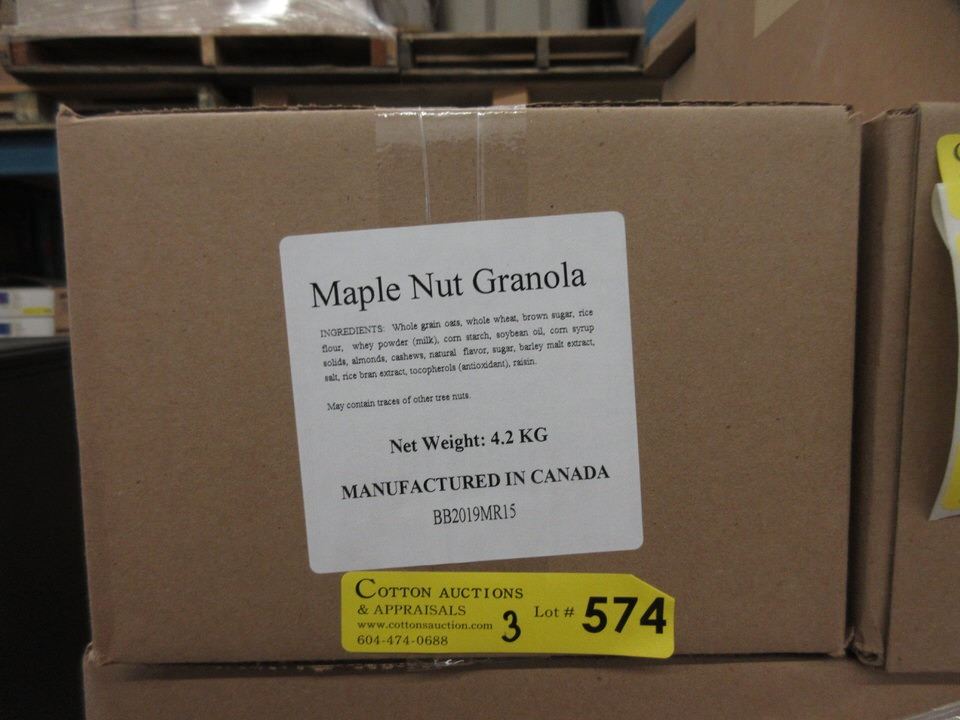 Maple Nut Granola
INGREDIENTS: Whole grain oats, whole wheat, brown sugar, rice
flour, whey powder (milk), corn starch, soybean oil, corn syrup
solids, almonds, cashews, natural flavor, sugar, barley malt extract,
salt, rice bran extract, tocopherols (antioxidant), raisin.
May contain traces of other tree nuts.
Net Weight: 4.2 KG
MANUFACTURED IN CANADA
BB2019MR15
COTTON AUCTIONS
& APPRAISALS
www.cottonsauction.com
604-474-0688
3
Lot # 574